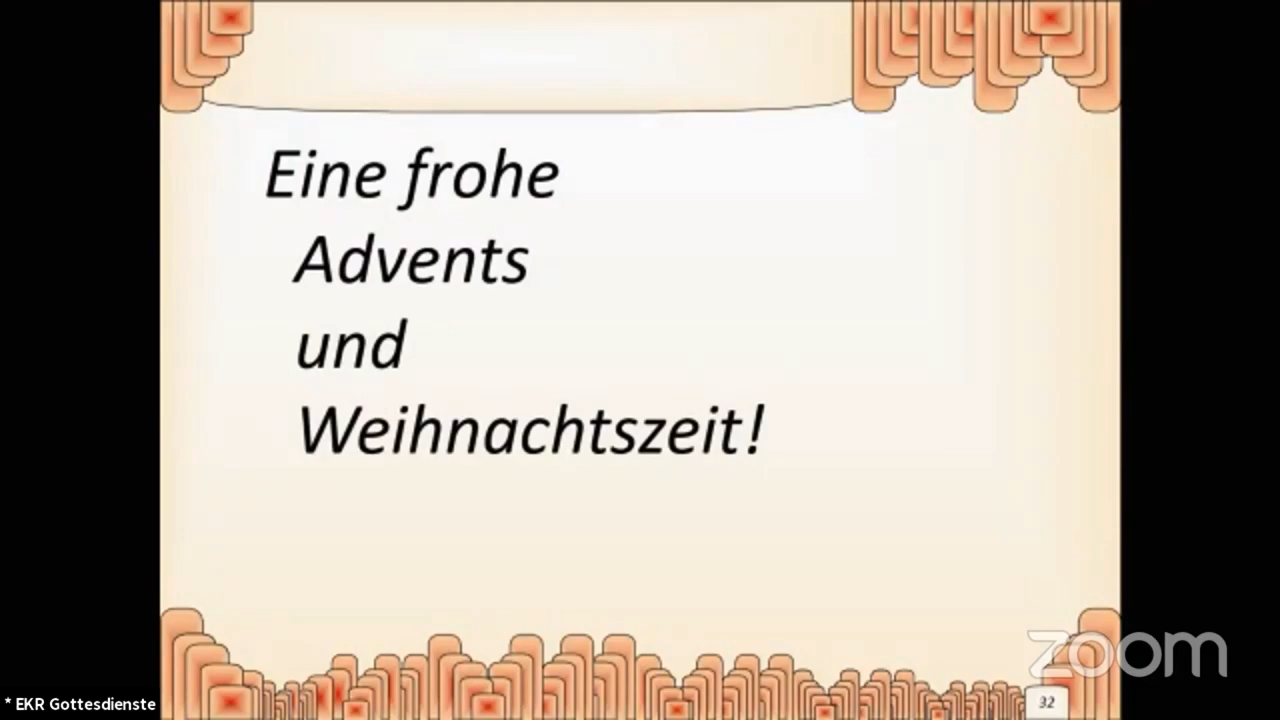 Eine frohe
Advents
und
Weihnachtszeit!
zoom
32
* EKR Gottesdienste